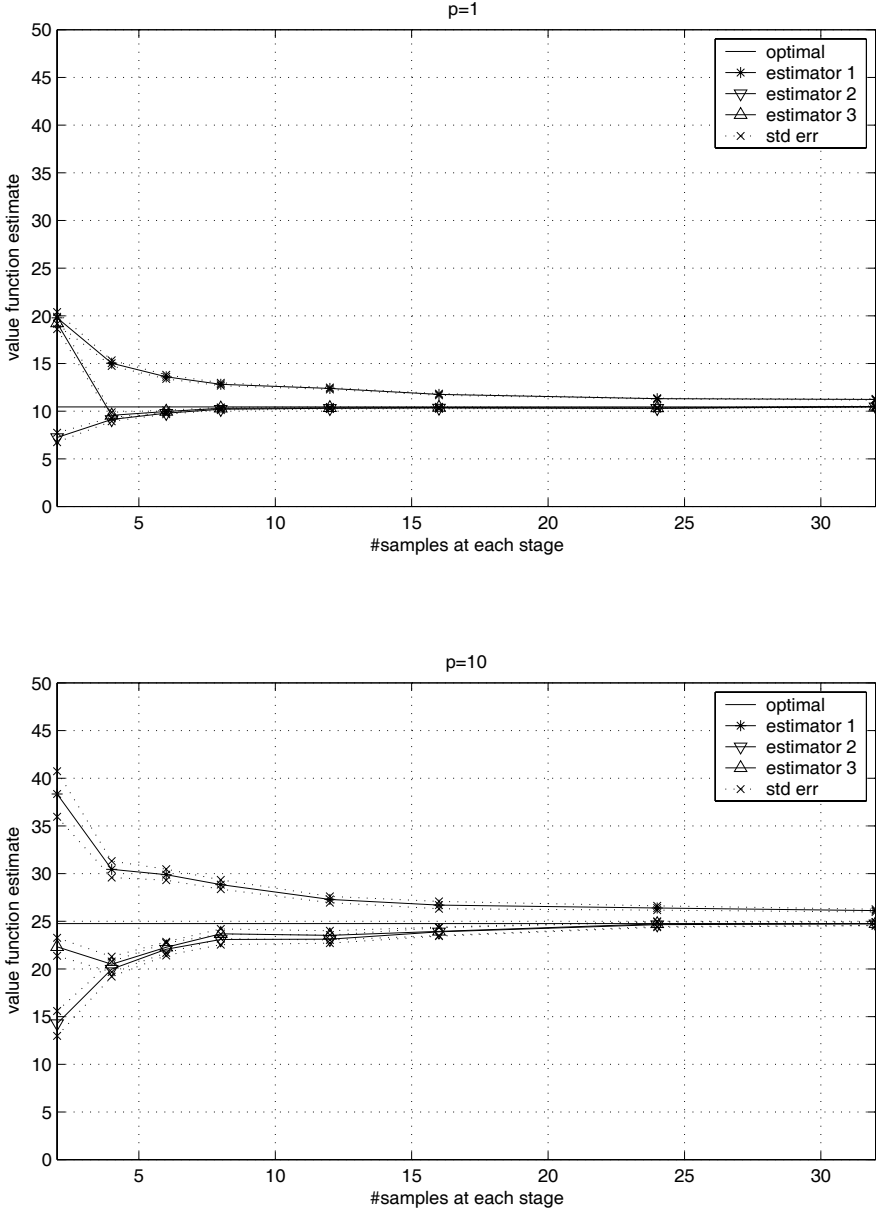 p=1
50
45
40
35
30
25
20
15
10
5
0
value function estimate
optimal
estimator 1
estimator 2
estimator 3
std err
5
10
15
20
25
30
#samples at each stage
p=10
50
45
40
35
30
25
20
15
10
5
0
value function estimate
optimal
estimator 1
estimator 2
estimator 3
std err
5
10
15
20
25
30
#samples at each stage